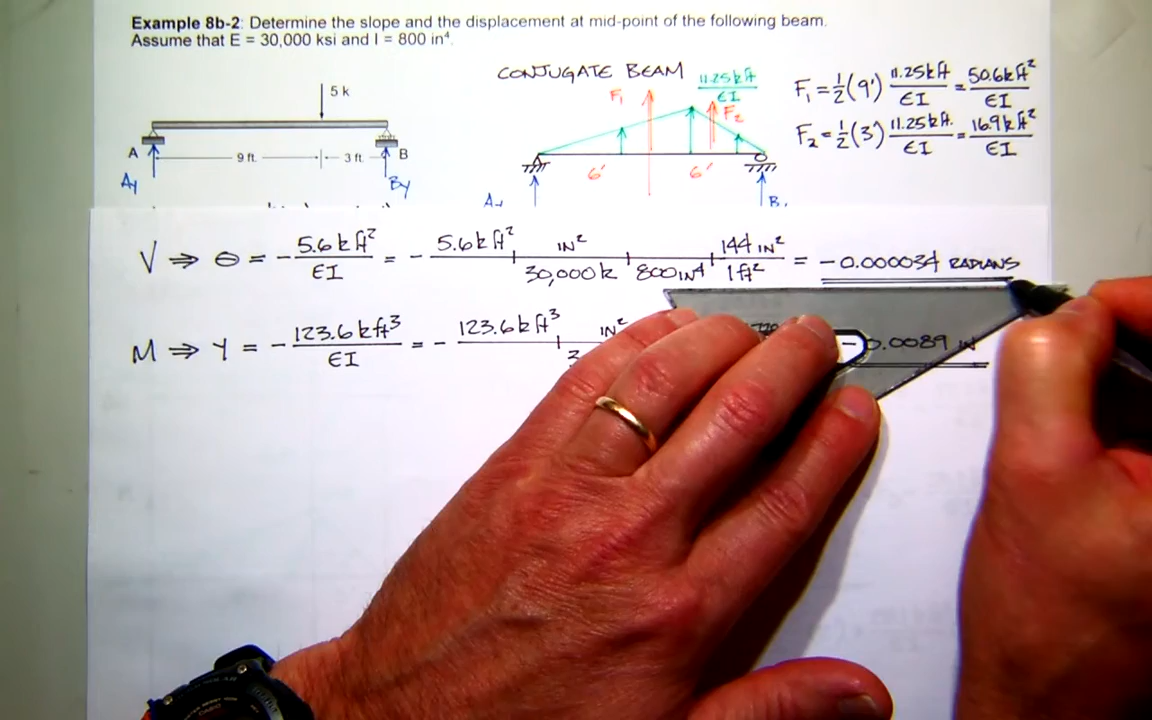 Example 8b-2: Determine the slope and the displacement at mid-point of the following beam.
Assume that E = 30,000 ksi and I = 800 in⁴.
5 k
A
9 ft.
3 ft.
B
Ay
By
CONJUGATE BEAM
11.25kft
EI
F₁
F₂
6'
6'
F₁ = ½(9') 11.25kft/EI = 50.6kft²/EI
F₂ = ½(3') 11.25kft./EI = 16.9kft²/EI
V ⇒ θ = - 5.6kft²/EI = - 5.6kft² | IN² | | 144 IN² / 30,000k | 800IN⁴ | 1ft² = -0.000034 RADIANS
M ⇒ Y = - 123.6kft³/EI = - 123.6kft³ | IN² - 0.0089 IN